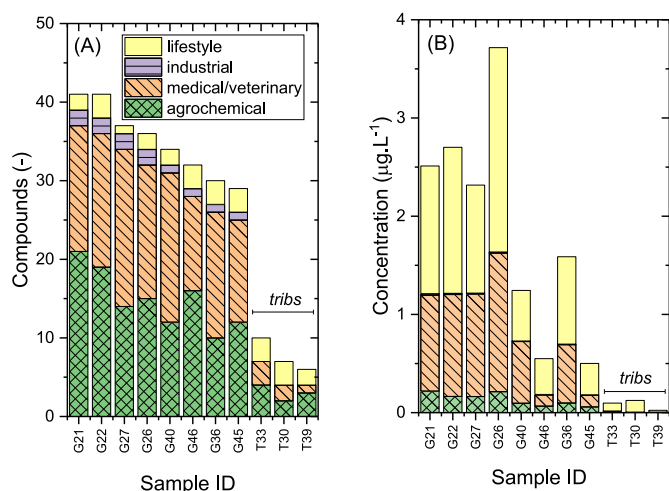 (A)
lifestyle
industrial
medical/veterinary
agrochemical
tribs
Compounds (-)
50
40
30
20
10
0
G21 G22 G27 G26 G40 G46 G36 G45 T33 T30 T39
Sample ID
(B)
tribs
Concentration (µg.L⁻¹)
4
3
2
1
0
G21 G22 G27 G26 G40 G46 G36 G45 T33 T30 T39
Sample ID